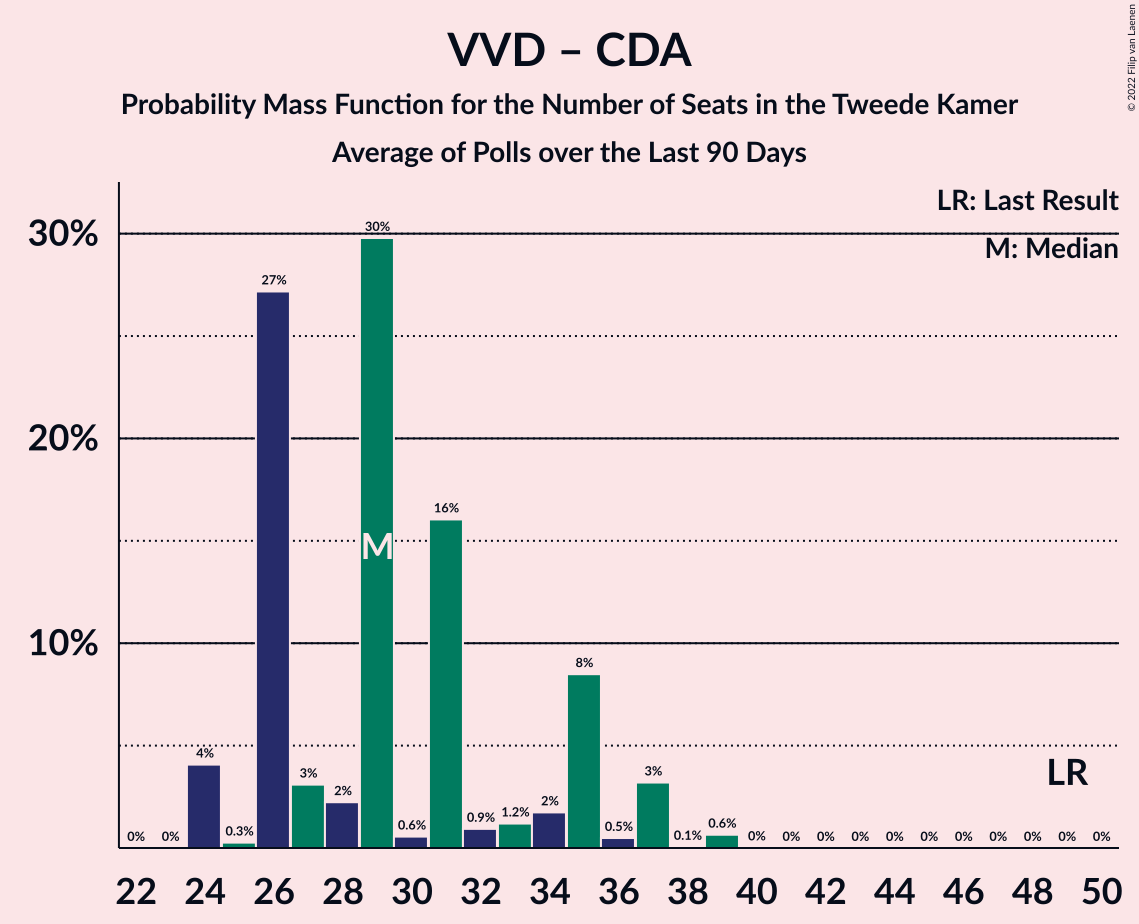 VVD – CDA
Probability Mass Function for the Number of Seats in the Tweede Kamer
Average of Polls over the Last 90 Days
© 2022 Filip van Laenen
LR: Last Result
M: Median
30%
20%
10%
0% 0% 4% 0.3% 27% 3% 2% 30% 0.6% 16% 0.9% 1.2% 2% 8% 0.5% 3% 0.1% 0.6% 0% 0% 0% 0% 0% 0% 0% 0% 0% 0% 0%
M
LR
22 24 26 28 30 32 34 36 38 40 42 44 46 48 50